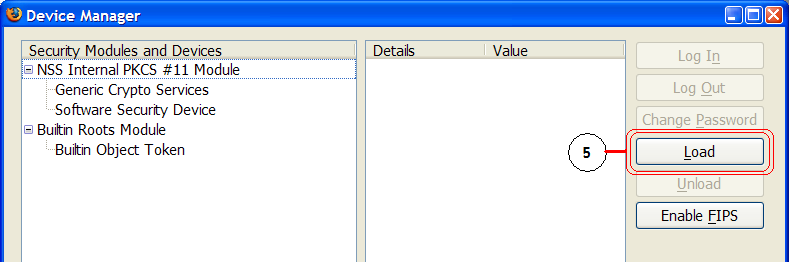 Device Manager
Security Modules and Devices
NSS Internal PKCS #11 Module
Generic Crypto Services
Software Security Device
Builtin Roots Module
Builtin Object Token
Details Value
Log In
Log Out
Change Password
5 Load
Unload
Enable FIPS